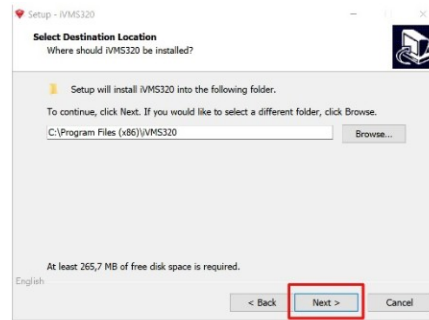 Setup - iVMS320
Select Destination Location
Where should iVMS320 be installed?
Setup will install iVMS320 into the following folder.
To continue, click Next. If you would like to select a different folder, click Browse.
C:\Program Files (x86)\iVMS320
Browse...
At least 265,7 MB of free disk space is required.
English
< Back
Next >
Cancel